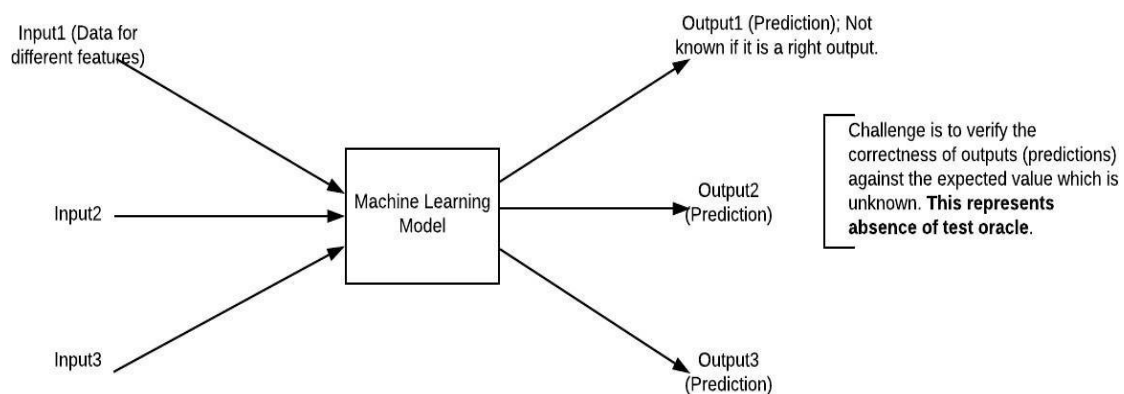 Input1 (Data for
different features)
Output1 (Prediction); Not
known if it is a right output.
Challenge is to verify the
correctness of outputs (predictions)
against the expected value which is
unknown. This represents
absence of test oracle.
Machine Learning
Model
Input2
Output2
(Prediction)
Input3
Output3
(Prediction)